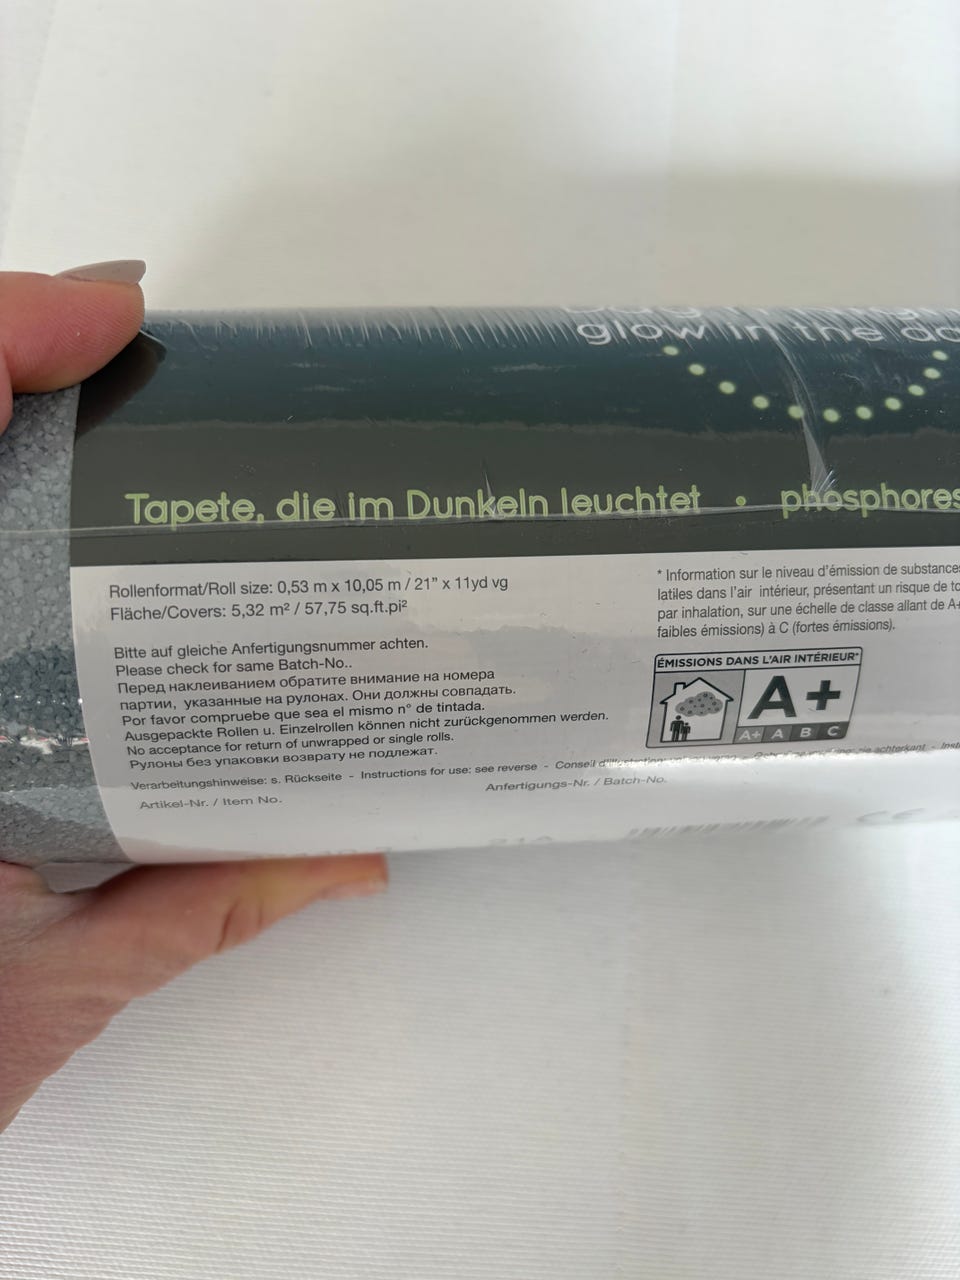 glow in the
Tapete, die im Dunkeln leuchtet • phosphores
Rollenformat/Roll size: 0,53 m x 10,05 m / 21” x 11yd vg
Fläche/Covers: 5,32 m² / 57,75 sq.ft.pi²
Bitte auf gleiche Anfertigungsnummer achten.
Please check for same Batch-No..
Перед наклеиванием обратите внимание на номера
партии, указанные на рулонах. Они должны совпадать.
Por favor compruebe que sea el mismo n° de tintada.
Ausgepackte Rollen u. Einzelrollen können nicht zurückgenommen werden.
No acceptance for return of unwrapped or single rolls.
Рулоны без упаковки возврату не подлежат.
Verarbeitungshinweise: s. Rückseite - Instructions for use: see reverse - Conseil
Artikel-Nr. / Item No.
Anfertigungs-Nr. / Batch-No.
* Information sur le niveau d’émission de substances
latiles dans l’air intérieur, présentant un risque de to
par inhalation, sur une échelle de classe allant de A+
faibles émissions) à C (fortes émissions).
ÉMISSIONS DANS L’AIR INTÉRIEUR*
A+
A+ A B C
CE